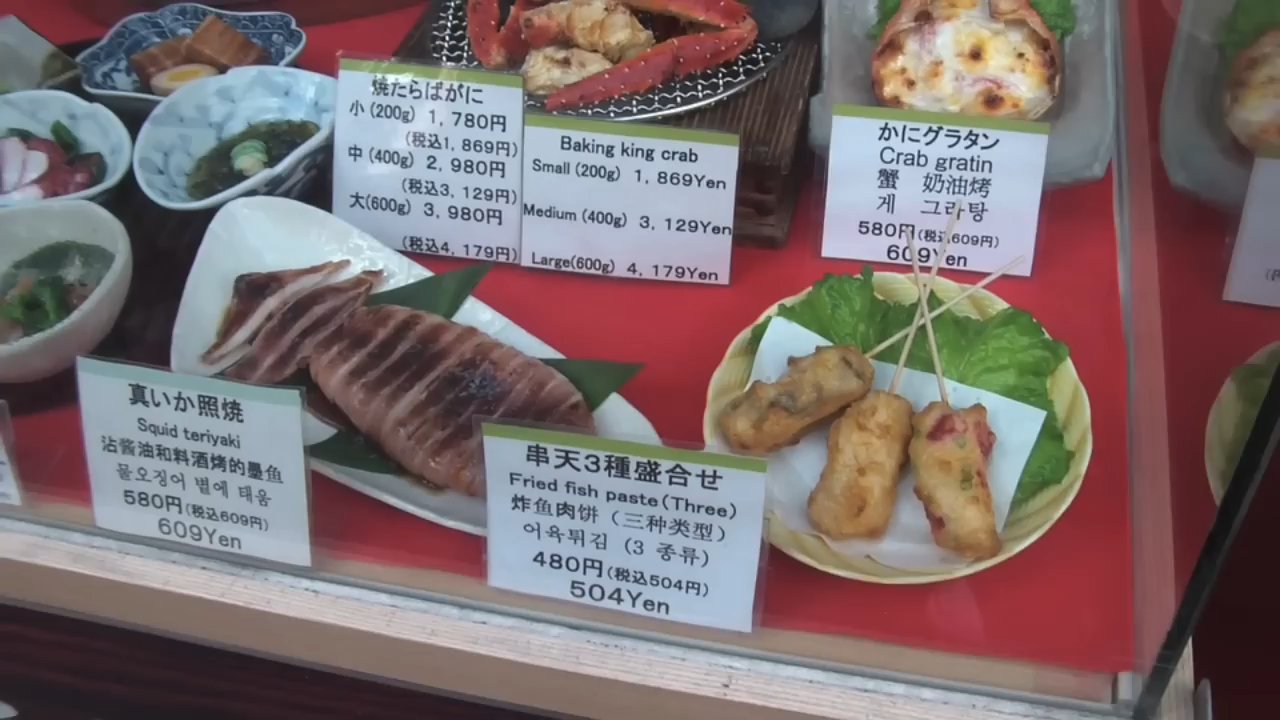 焼たらばがに
小 (200g) 1,780円
(税込1,869円)
中 (400g) 2,980円
(税込3,129円)
大(600g) 3,980円
(税込4,179円)
Baking king crab
Small (200g) 1,869Yen
Medium (400g) 3,129Yen
Large(600g) 4,179Yen
かにグラタン
Crab gratin
蟹 奶油烤
게 그라탕
580円(税込609円)
609Yen
真いか照焼
Squid teriyaki
沾酱油和料酒烤的墨鱼
물오징어 볕에 태움
580円(税込609円)
609Yen
串天3種盛合せ
Fried fish paste(Three)
炸鱼肉饼(三种类型)
어육튀김 (3 종류)
480円(税込504円)
504Yen